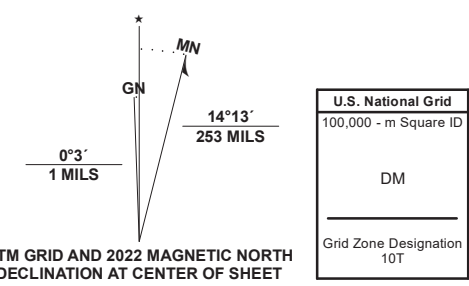 MN
GN
14°13´
253 MILS
0°3´
1 MILS
TM GRID AND 2022 MAGNETIC NORTH
DECLINATION AT CENTER OF SHEET
U.S. National Grid
100,000 - m Square ID
DM
Grid Zone Designation
10T